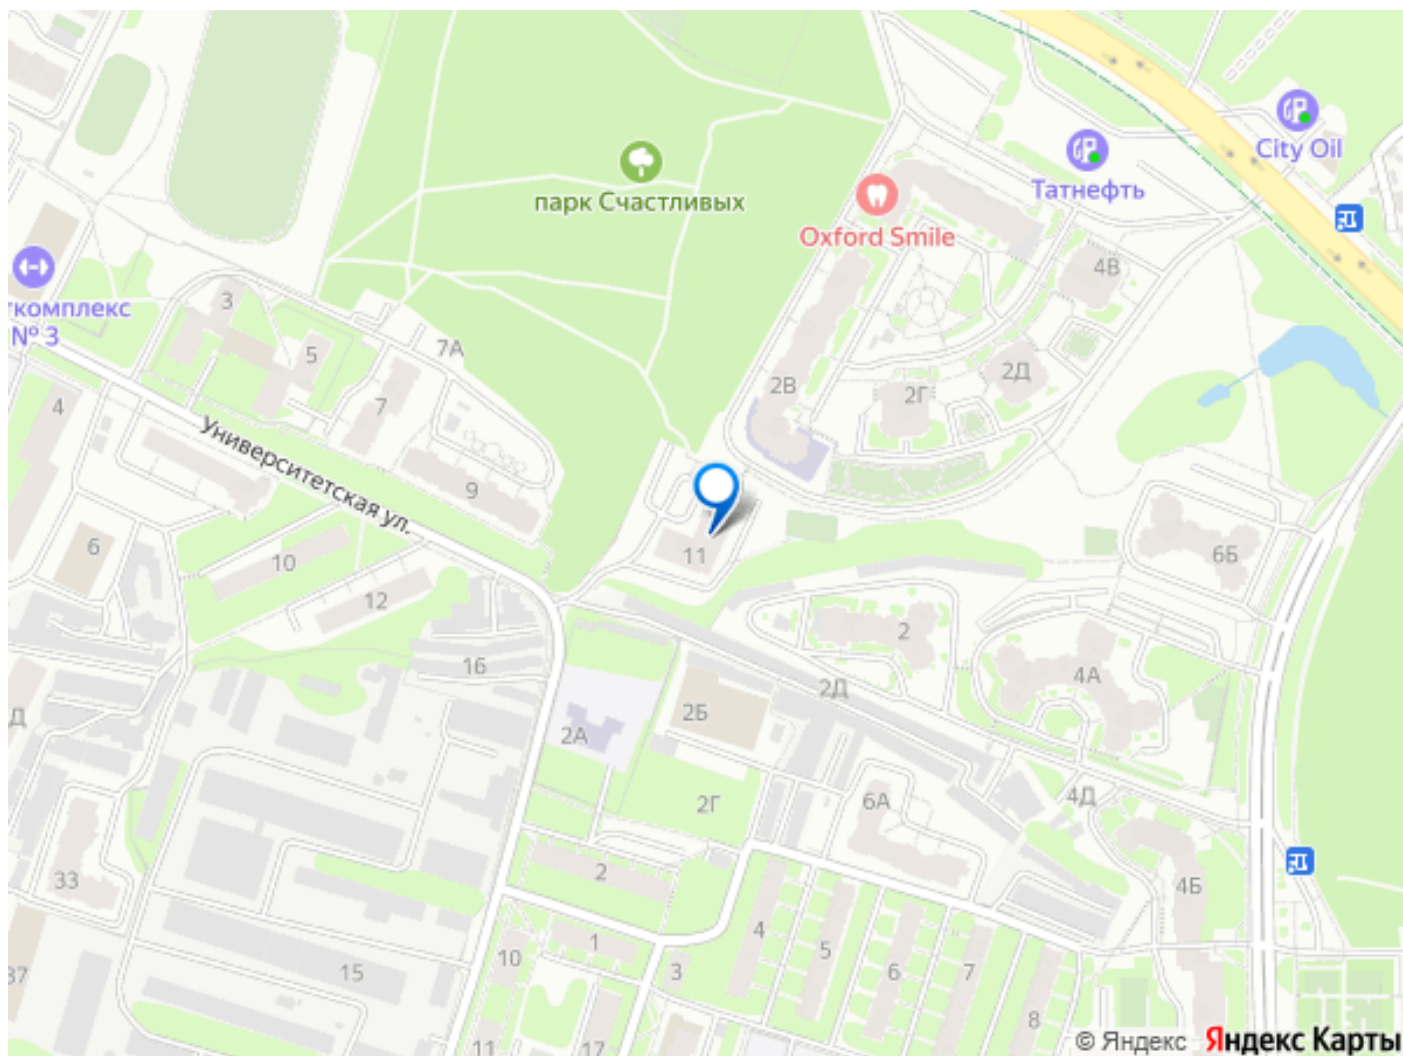 City Oil
Татнефть
парк Счастливых
Oxford Smile
4В
ткомплекс
№ 3
3
5
7А
7
2В
2Г
2Д
4
9
Университетская ул.
6
10
12
11
6Б
2
16
4А
Д
2Д
2Б
2А
2Г
6А
4Д
33
2
4Б
4
1
5
10
3
6
7
15
37
8
11
17
© Яндекс Яндекс Карты